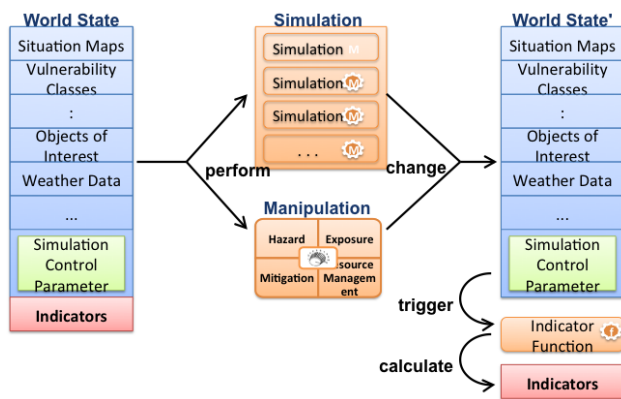 World State
Situation Maps
Vulnerability
Classes
:
Objects of
Interest
Weather Data
...
Simulation
Control
Parameter
Indicators
Simulation
Simulation M
Simulation M
Simulation M
... M
perform
change
Manipulation
Hazard
Exposure
Mitigation
esource
Managem
ent
World State'
Situation Maps
Vulnerability
Classes
:
Objects of
Interest
Weather Data
...
Simulation
Control
Parameter
trigger
Indicator
Function
f
calculate
Indicators